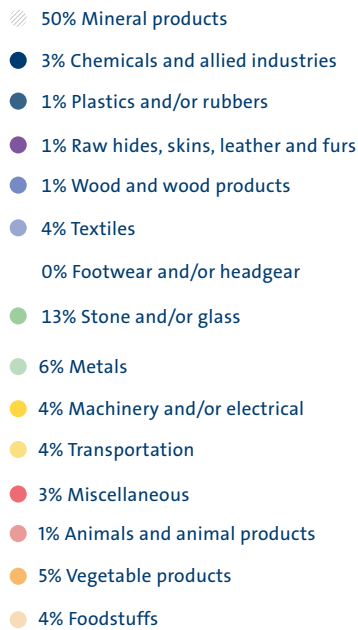 50% Mineral products
3% Chemicals and allied industries
1% Plastics and/or rubbers
1% Raw hides, skins, leather and furs
1% Wood and wood products
4% Textiles
0% Footwear and/or headgear
13% Stone and/or glass
6% Metals
4% Machinery and/or electrical
4% Transportation
3% Miscellaneous
1% Animals and animal products
5% Vegetable products
4% Foodstuffs